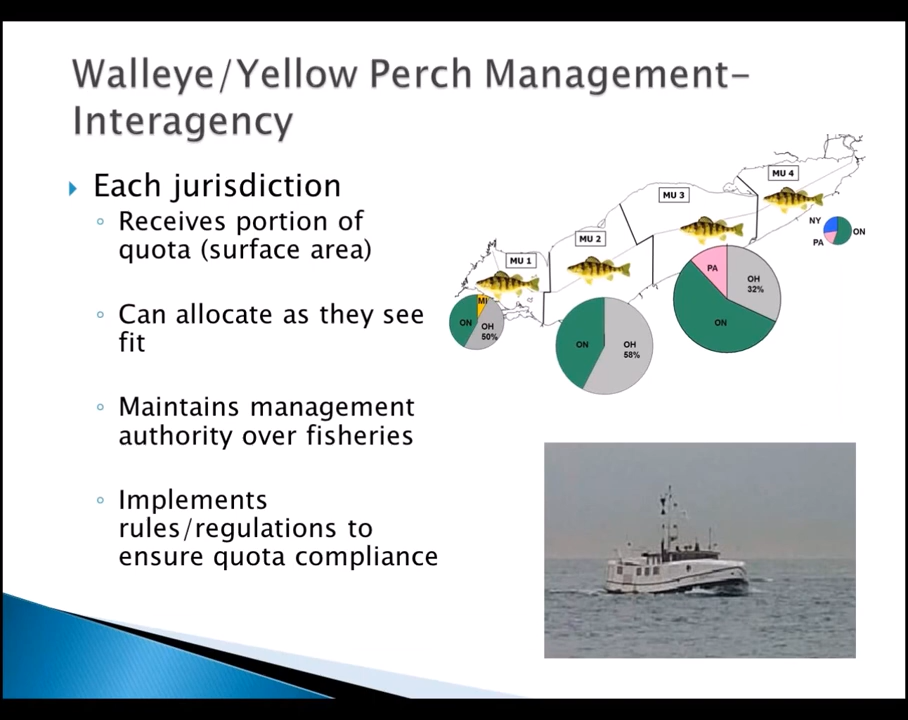 Walleye/Yellow Perch Management-
Interagency
Each jurisdiction
Receives portion of
quota (surface area)
Can allocate as they see
fit
Maintains management
authority over fisheries
Implements
rules/regulations to
ensure quota compliance
MU 1
MU 2
MU 3
MU 4
MI
ON
OH
50%
ON
OH
58%
PA
OH
32%
ON
NY
ON
PA